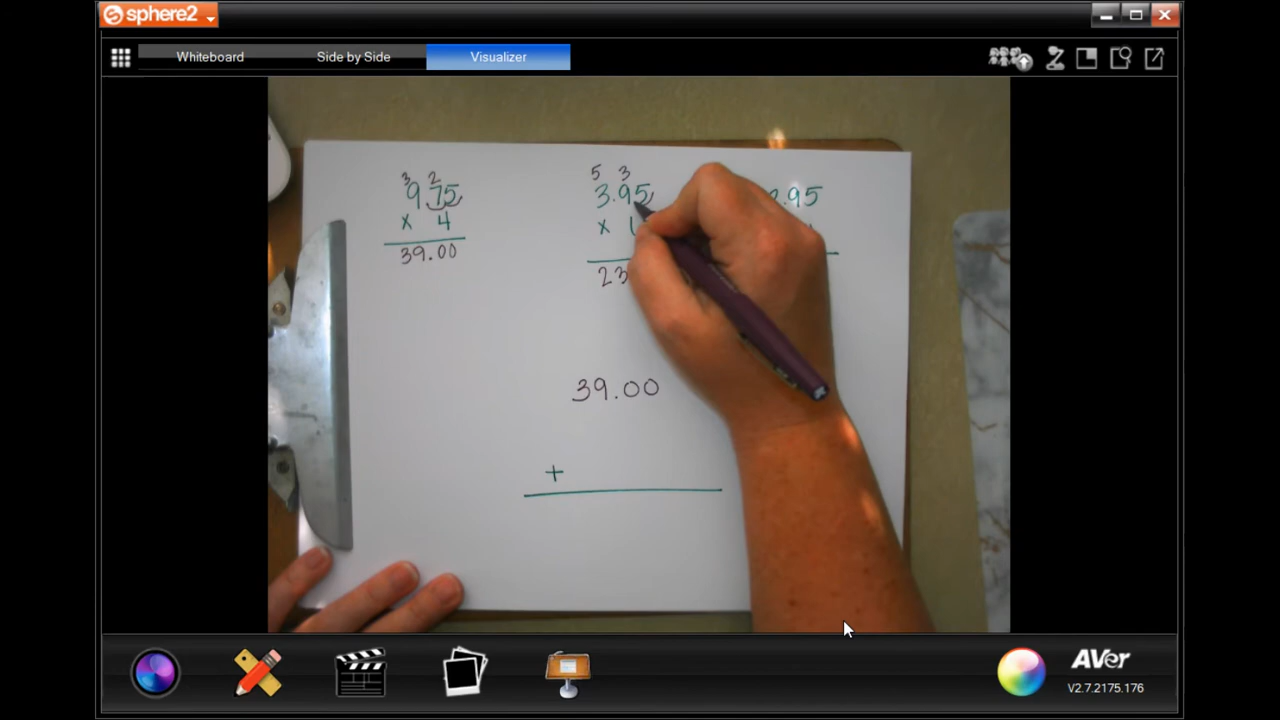 sphere2
Whiteboard Side by Side Visualizer
3 2
9 75
x 4
39.00
5 3
3.95
x 1
23
.95
39.00
+
AVer
V2.7.2175.176